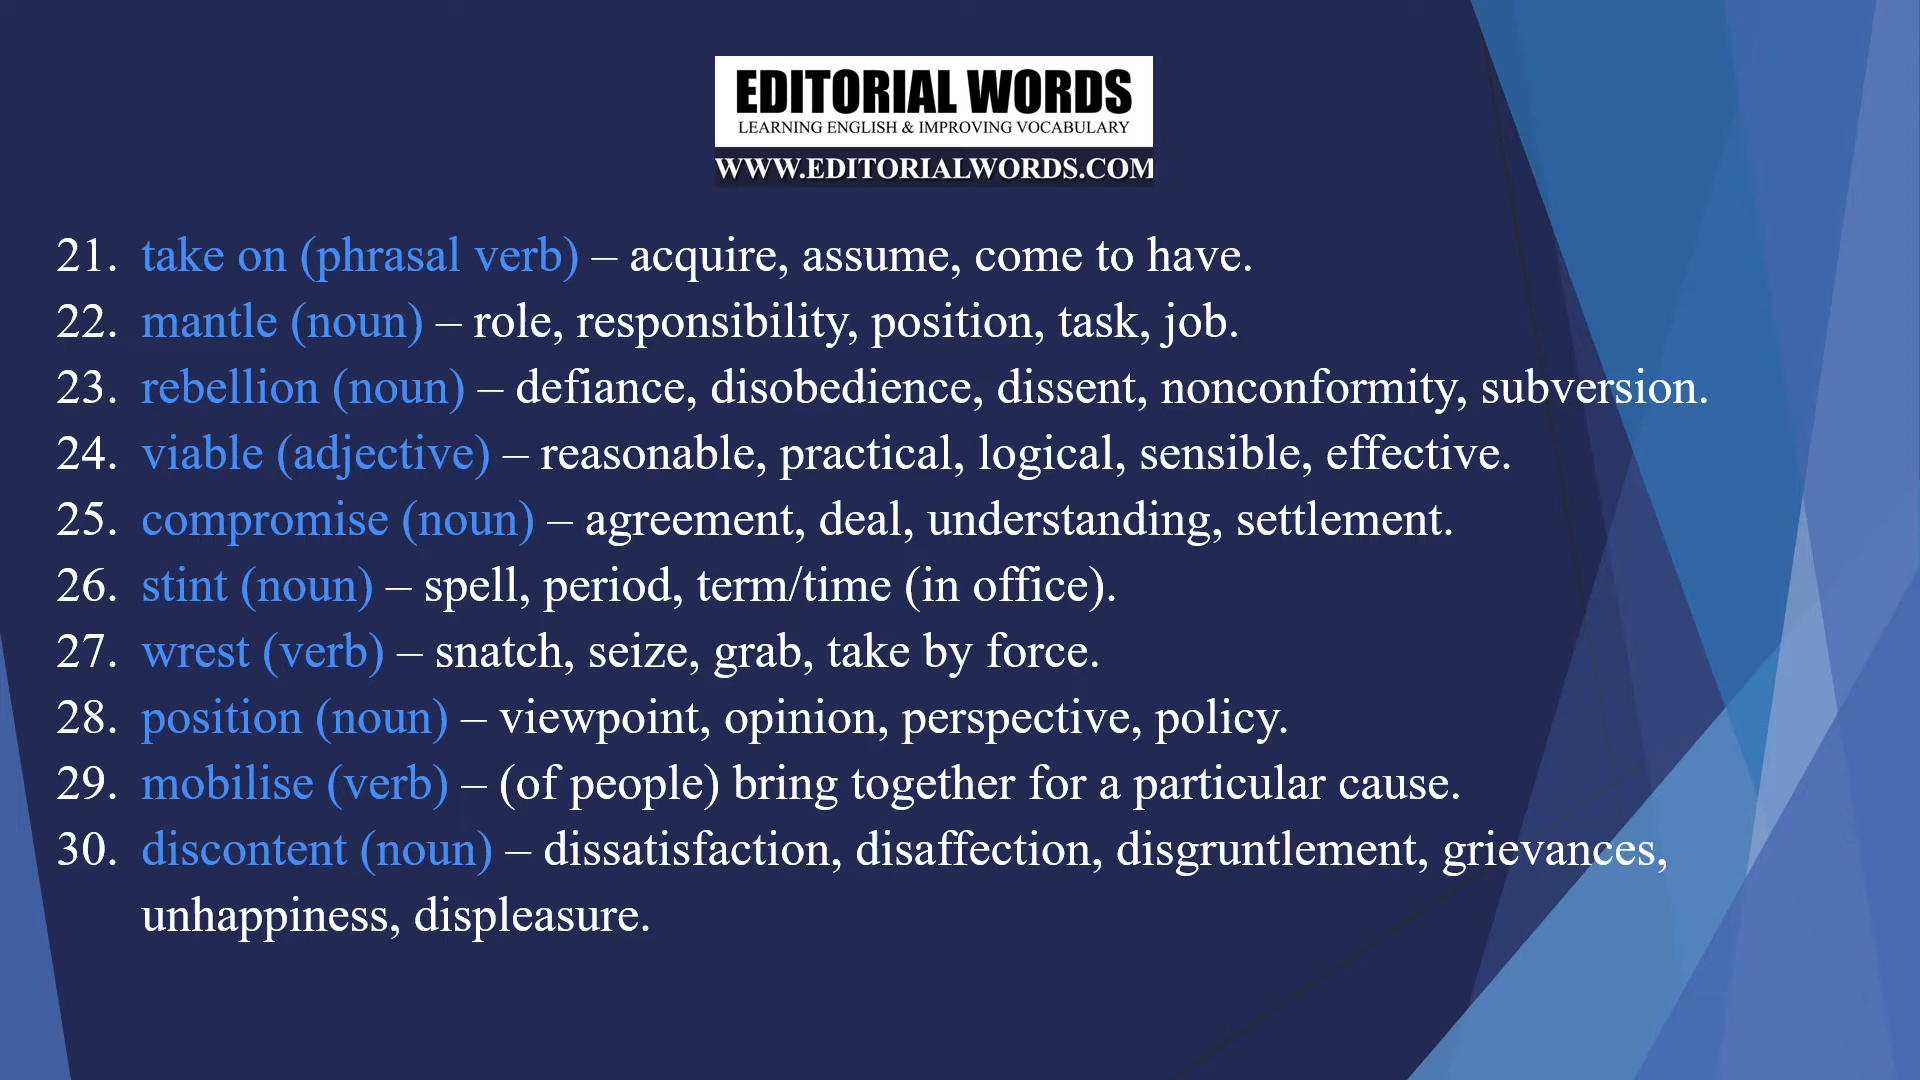 EDITORIAL WORDS
LEARNING ENGLISH & IMPROVING VOCABULARY
WWW.EDITORIALWORDS.COM
21. take on (phrasal verb) – acquire, assume, come to have.
22. mantle (noun) – role, responsibility, position, task, job.
23. rebellion (noun) – defiance, disobedience, dissent, nonconformity, subversion.
24. viable (adjective) – reasonable, practical, logical, sensible, effective.
25. compromise (noun) – agreement, deal, understanding, settlement.
26. stint (noun) – spell, period, term/time (in office).
27. wrest (verb) – snatch, seize, grab, take by force.
28. position (noun) – viewpoint, opinion, perspective, policy.
29. mobilise (verb) – (of people) bring together for a particular cause.
30. discontent (noun) – dissatisfaction, disaffection, disgruntlement, grievances,
unhappiness, displeasure.